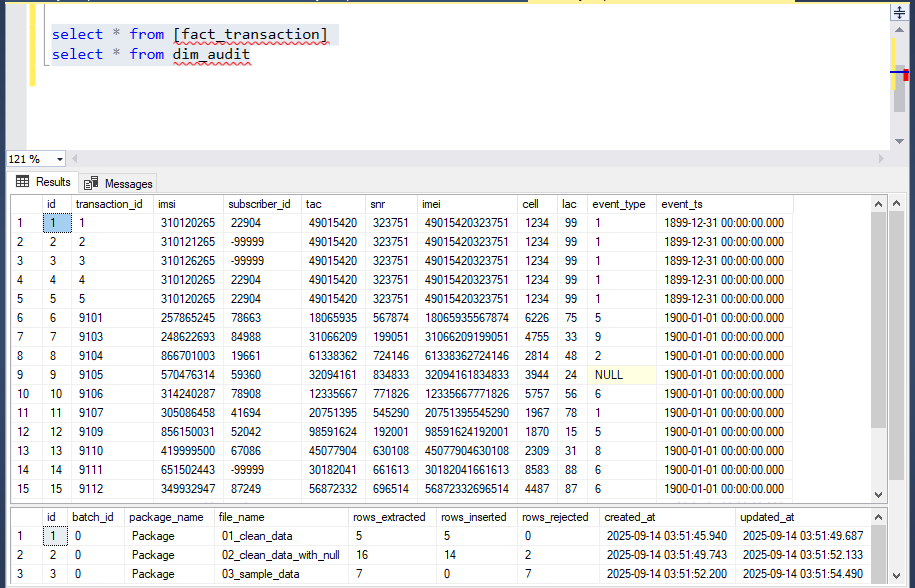 select * from [fact_transaction]
select * from dim_audit
121 %
Results Messages
id transaction_id imsi subscriber_id tac snr imei cell lac event_type event_ts
1 1 1 310120265 22904 49015420 323751 49015420323751 1234 99 1 1899-12-31 00:00:00.000
2 2 2 310121265 -99999 49015420 323751 49015420323751 1234 99 1 1899-12-31 00:00:00.000
3 3 3 310126265 -99999 49015420 323751 49015420323751 1234 99 1 1899-12-31 00:00:00.000
4 4 4 310120265 22904 49015420 323751 49015420323751 1234 99 1 1899-12-31 00:00:00.000
5 5 5 310120265 22904 49015420 323751 49015420323751 1234 99 1 1899-12-31 00:00:00.000
6 6 9101 257865245 78663 18065935 567874 18065935567874 6226 75 5 1900-01-01 00:00:00.000
7 7 9103 248622693 84988 31066209 199051 31066209199051 4755 33 9 1900-01-01 00:00:00.000
8 8 9104 866701003 19661 61338362 724146 61338362724146 2814 48 2 1900-01-01 00:00:00.000
9 9 9105 570476314 59360 32094161 834833 32094161834833 3944 24 NULL 1900-01-01 00:00:00.000
10 10 9106 314240287 78908 12335667 771826 12335667771826 5757 56 6 1900-01-01 00:00:00.000
11 11 9107 305086458 41694 20751395 545290 20751395545290 1967 78 1 1900-01-01 00:00:00.000
12 12 9109 856150031 52042 98591624 192001 98591624192001 1870 15 5 1900-01-01 00:00:00.000
13 13 9110 419999500 67086 45077904 630108 45077904630108 2309 31 8 1900-01-01 00:00:00.000
14 14 9111 651502443 -99999 30182041 661613 30182041661613 8583 88 6 1900-01-01 00:00:00.000
15 15 9112 349932947 87249 56872332 696514 56872332696514 4487 87 6 1900-01-01 00:00:00.000
id batch_id package_name file_name rows_extracted rows_inserted rows_rejected created_at updated_at
1 1 0 Package 01_clean_data 5 5 0 2025-09-14 03:51:45.940 2025-09-14 03:51:49.687
2 2 0 Package 02_clean_data_with_null 16 14 2 2025-09-14 03:51:49.743 2025-09-14 03:51:52.133
3 3 0 Package 03_sample_data 7 0 7 2025-09-14 03:51:52.200 2025-09-14 03:51:54.490